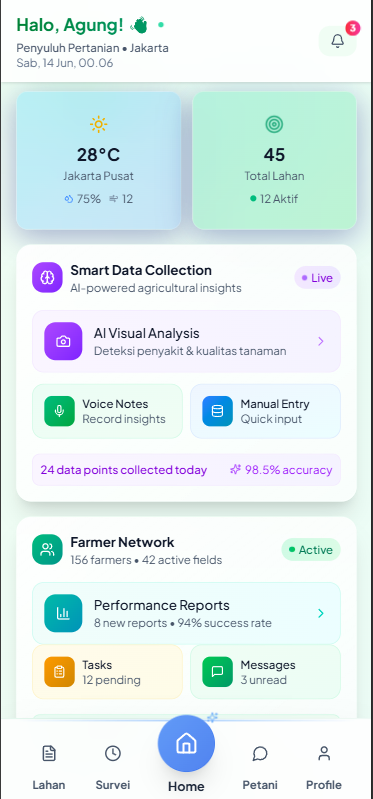 Halo, Agung!
3
Penyuluh Pertanian • Jakarta
Sab, 14 Jun, 00.06
28°C
Jakarta Pusat
75% 12
45
Total Lahan
12 Aktif
Smart Data Collection
AI-powered agricultural insights
Live
AI Visual Analysis
Deteksi penyakit & kualitas tanaman
Voice Notes
Record insights
Manual Entry
Quick input
24 data points collected today
98.5% accuracy
Farmer Network
156 farmers • 42 active fields
Active
Performance Reports
8 new reports • 94% success rate
Tasks
12 pending
Messages
3 unread
Lahan
Survei
Home
Petani
Profile